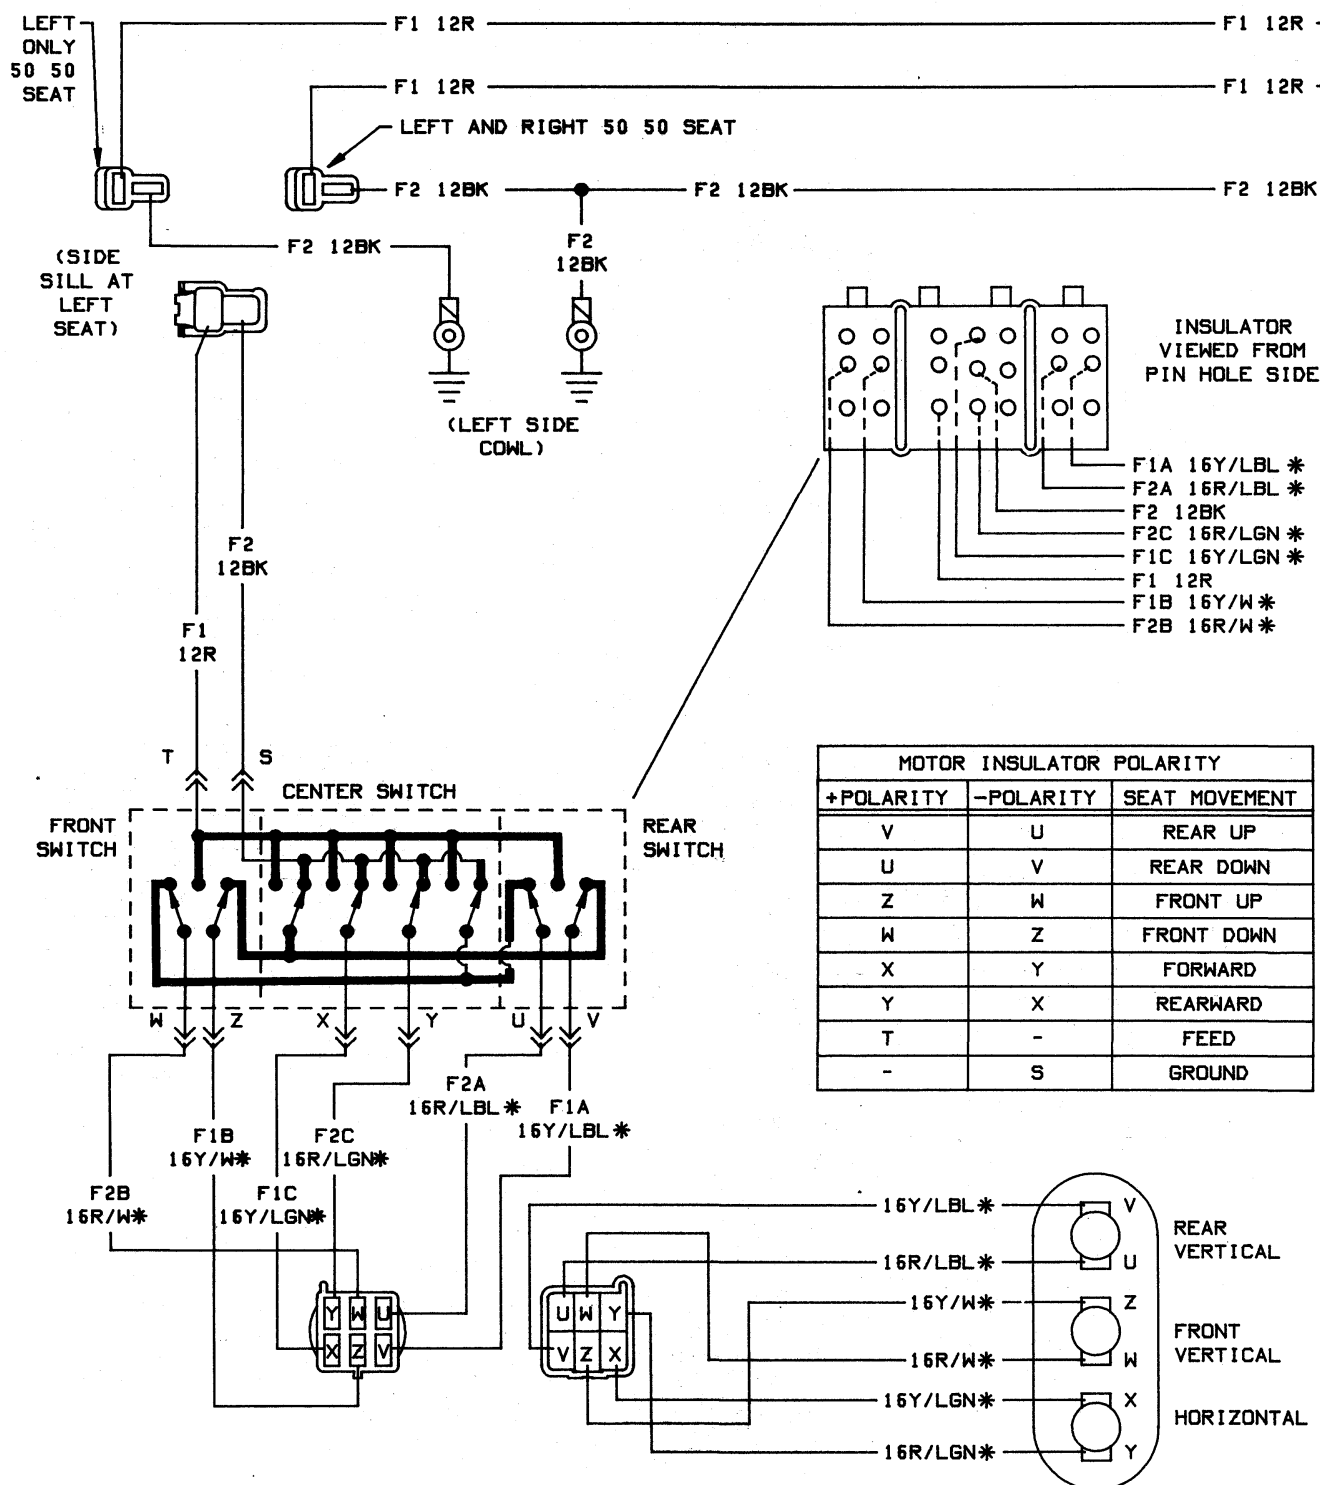 LEFT
ONLY
50 50
SEAT
F1 12R
F1 12R
F1 12R
F1 12R
LEFT AND RIGHT 50 50 SEAT
F2 12BK
F2 12BK
F2 12BK
F2 12BK
F2
12BK
(SIDE
SILL AT
LEFT
SEAT)
INSULATOR
VIEWED FROM
PIN HOLE SIDE
(LEFT SIDE
COWL)
F1A 16Y/LBL *
F2A 16R/LBL *
F2 12BK
F2C 16R/LGN *
F1C 16Y/LGN *
F1 12R
F1B 16Y/W *
F2B 16R/W *
F2
12BK
F1
12R
T
S
CENTER SWITCH
FRONT
SWITCH
REAR
SWITCH
MOTOR INSULATOR POLARITY
+POLARITY -POLARITY SEAT MOVEMENT
V U REAR UP
U V REAR DOWN
Z W FRONT UP
W Z FRONT DOWN
X Y FORWARD
Y X REARWARD
T - FEED
- S GROUND
W Z X Y U V
F2A
16R/LBL *
F1A
16Y/LBL *
F1B
16Y/W*
F2C
16R/LGN*
F2B
16R/W*
F1C
16Y/LGN*
Y W U
X Z V
U W Y
V Z X
16Y/LBL* V
REAR
VERTICAL
16R/LBL* U
16Y/W* Z
FRONT
VERTICAL
16R/W* W
16Y/LGN* X
HORIZONTAL
16R/LGN* Y